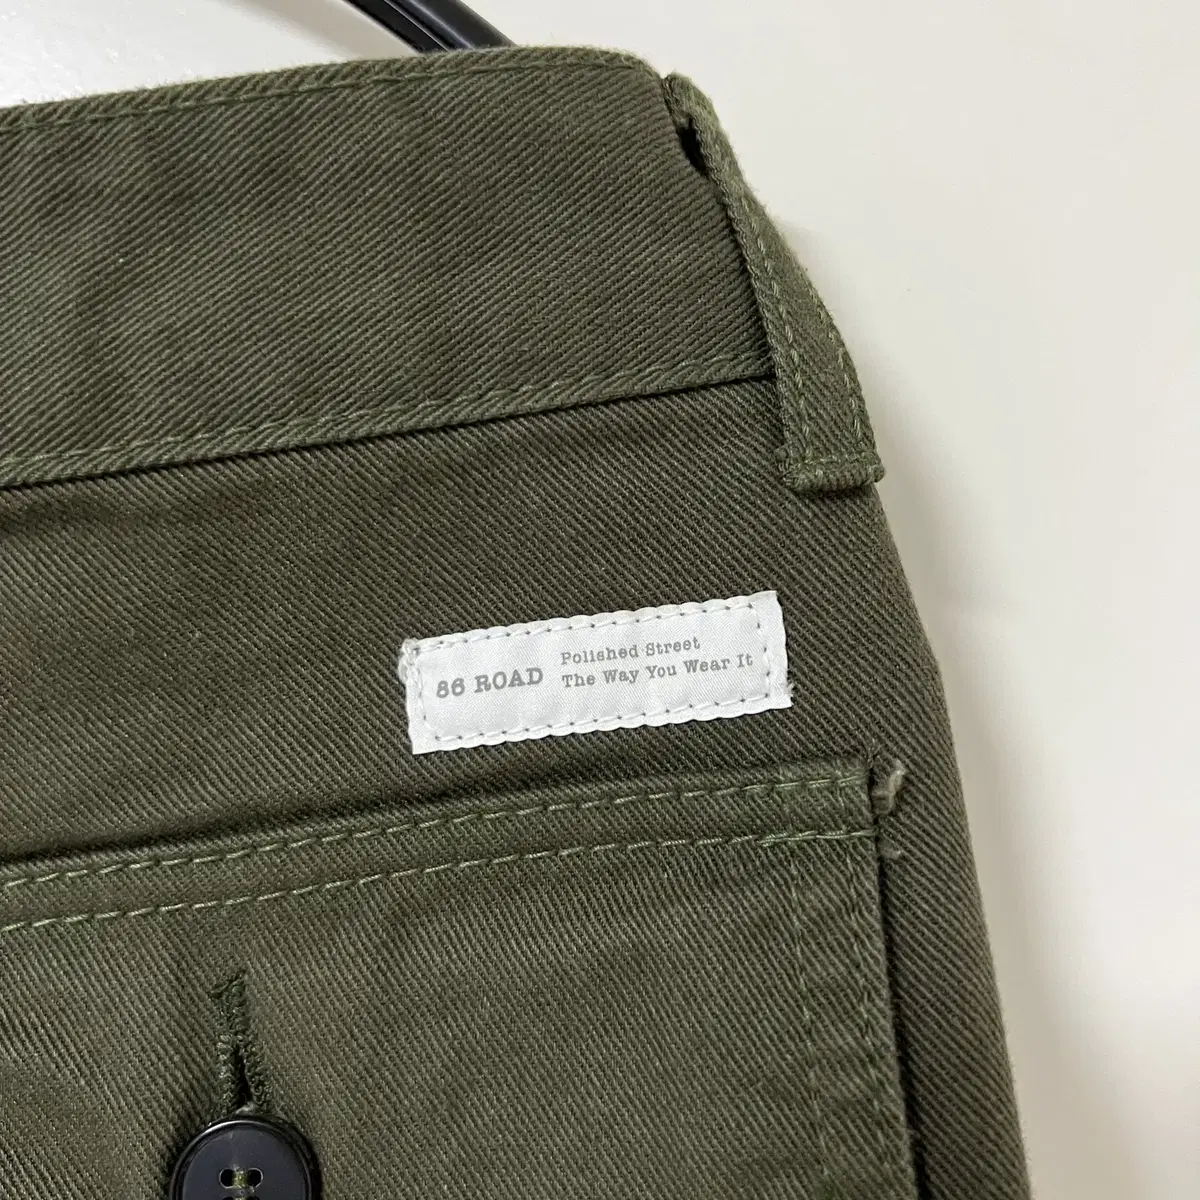 86 ROAD
Polished Street
The Way You Wear It